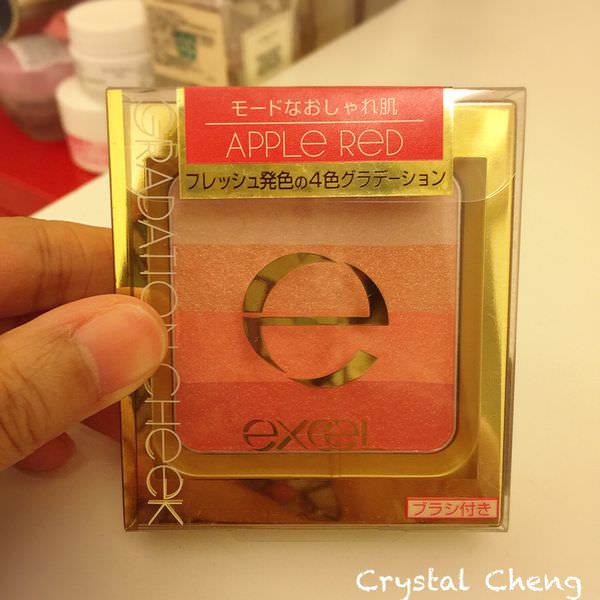 モードなおしゃれ肌
APPLE RED
フレッシュ発色の4色グラデーション
GRADATION CHEEK
e
excel
ブラシ付き
Crystal Cheng